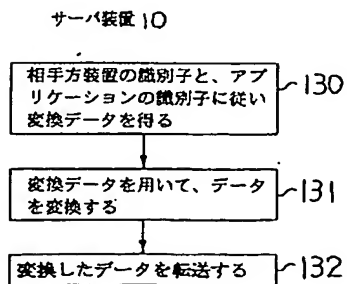 サーバ装置 10
相手方装置の識別子と、アプ
リケーションの識別子に従い
変換データを得る
130
変換データを用いて、データ
を変換する
131
変換したデータを転送する
132